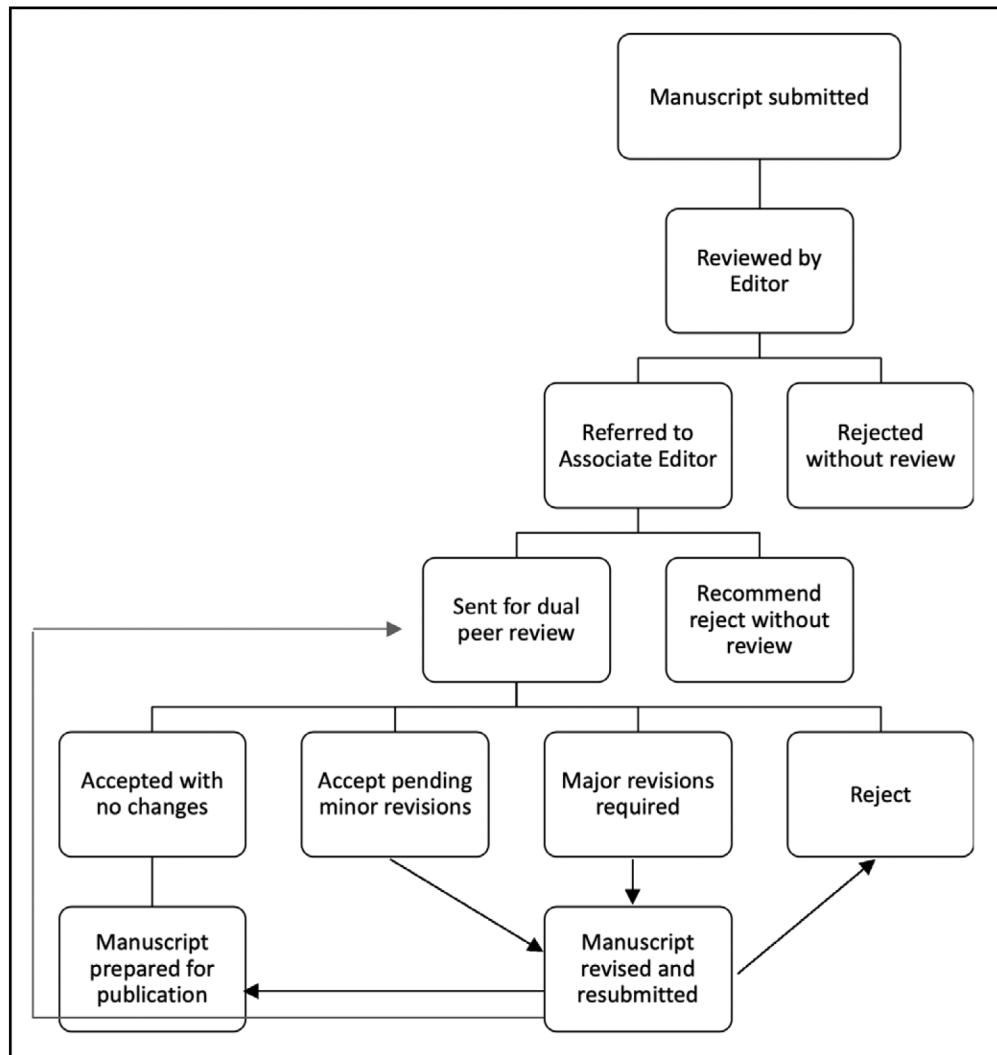 Manuscript submitted
Reviewed by
Editor
Referred to
Associate Editor
Rejected
without review
Sent for dual
peer review
Recommend
reject without
review
Accepted with
no changes
Accept pending
minor revisions
Major revisions
required
Reject
Manuscript
prepared for
publication
Manuscript
revised and
resubmitted